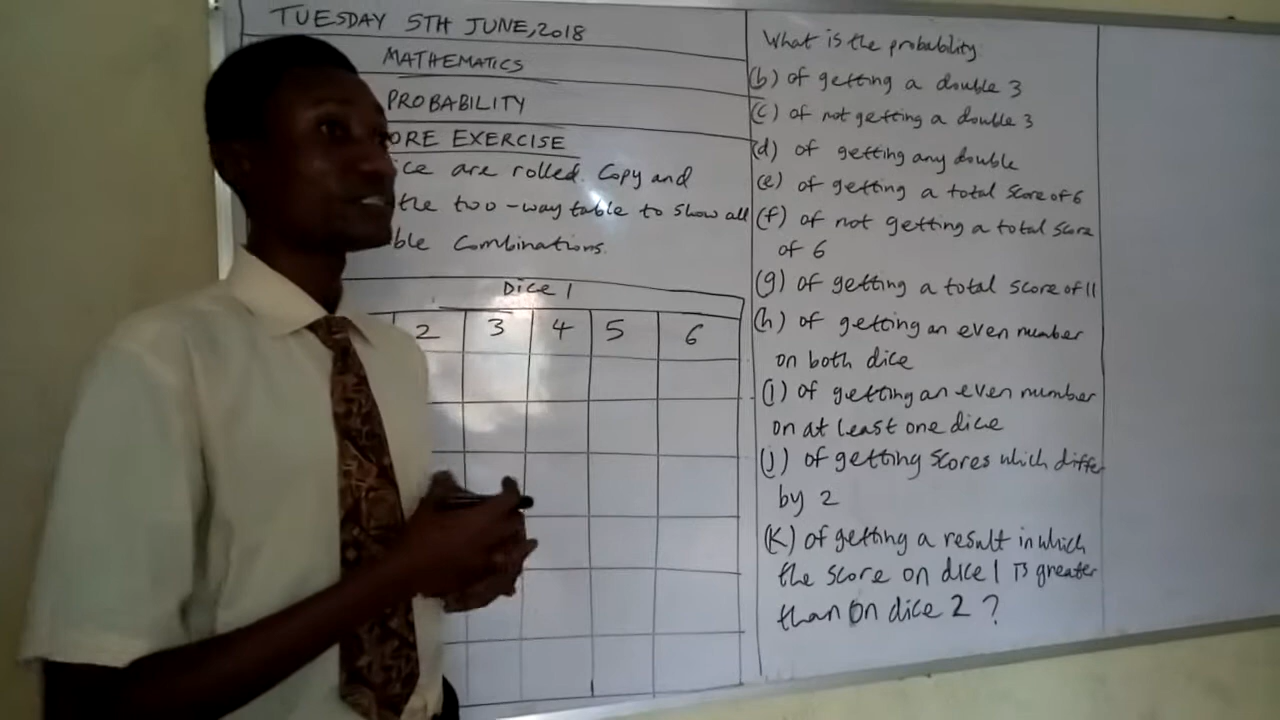 TUESDAY 5TH JUNE, 2018
MATHEMATICS
PROBABILITY
ORE EXERCISE
ice are rolled. Copy and
the two-way table to show all
ble Combinations.
Dice 1
2 3 4 5 6
What is the probability
(b) of getting a double 3
(c) of not getting a double 3
(d) of getting any double
(e) of getting a total score of 6
(f) of not getting a total score
of 6
(g) of getting a total score of 11
(h) of getting an even number
on both dice
(i) of getting an even number
on at least one dice
(j) of getting scores which differ
by 2
(K) of getting a result in which
the score on dice 1 is greater
than on dice 2 ?